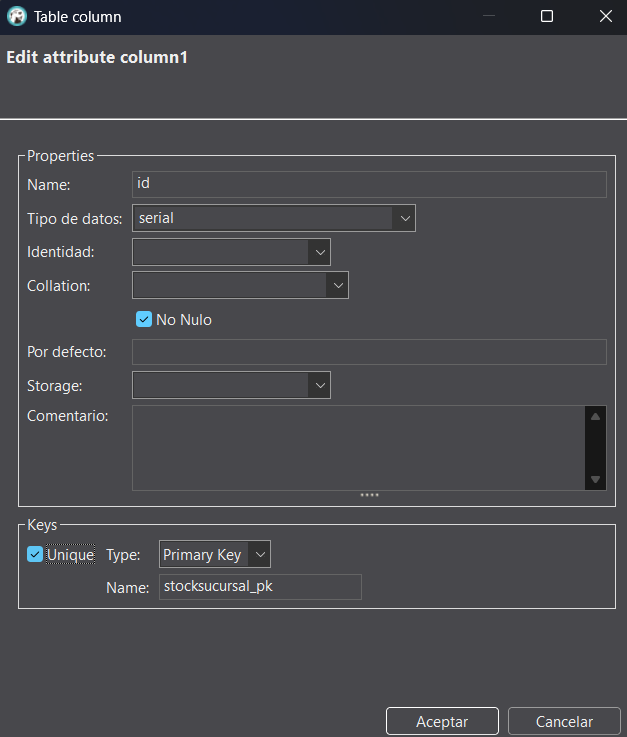 Table column
Edit attribute column1
Properties
Name: id
Tipo de datos: serial
Identidad:
Collation:
No Nulo
Por defecto:
Storage:
Comentario:
Keys
Unique Type: Primary Key
Name: stocksucursal_pk
Aceptar Cancelar